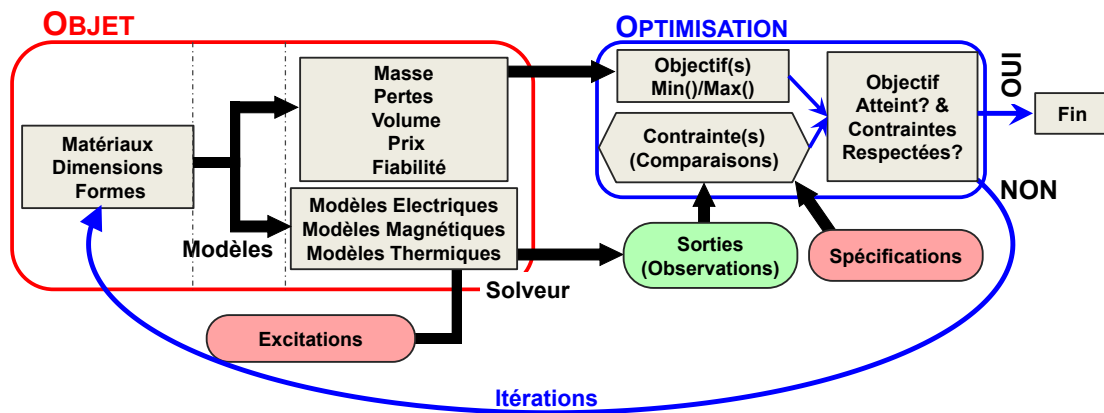 OBJET
Matériaux
Dimensions
Formes
Modèles
Masse
Pertes
Volume
Prix
Fiabilité
Modèles Electriques
Modèles Magnétiques
Modèles Thermiques
Solveur
Excitations
OPTIMISATION
Objectif(s)
Min()/Max()
Contrainte(s)
(Comparaisons)
Sorties
(Observations)
Spécifications
Objectif
Atteint? &
Contraintes
Respectées?
OUI
NON
Fin
Itérations